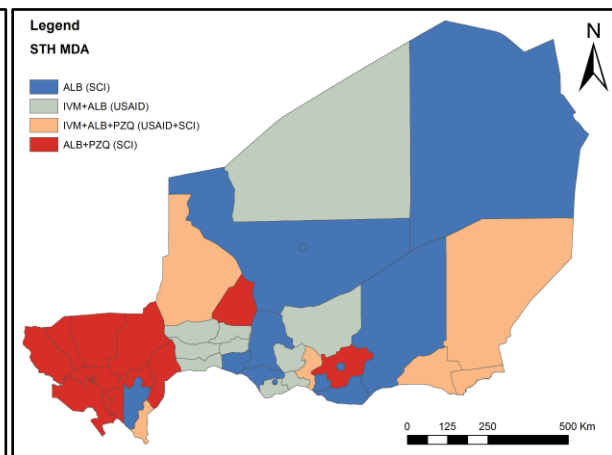 Legend
STH MDA
ALB (SCI)
IVM+ALB (USAID)
IVM+ALB+PZQ (USAID+SCI)
ALB+PZQ (SCI)
N
0 125 250 500 Km